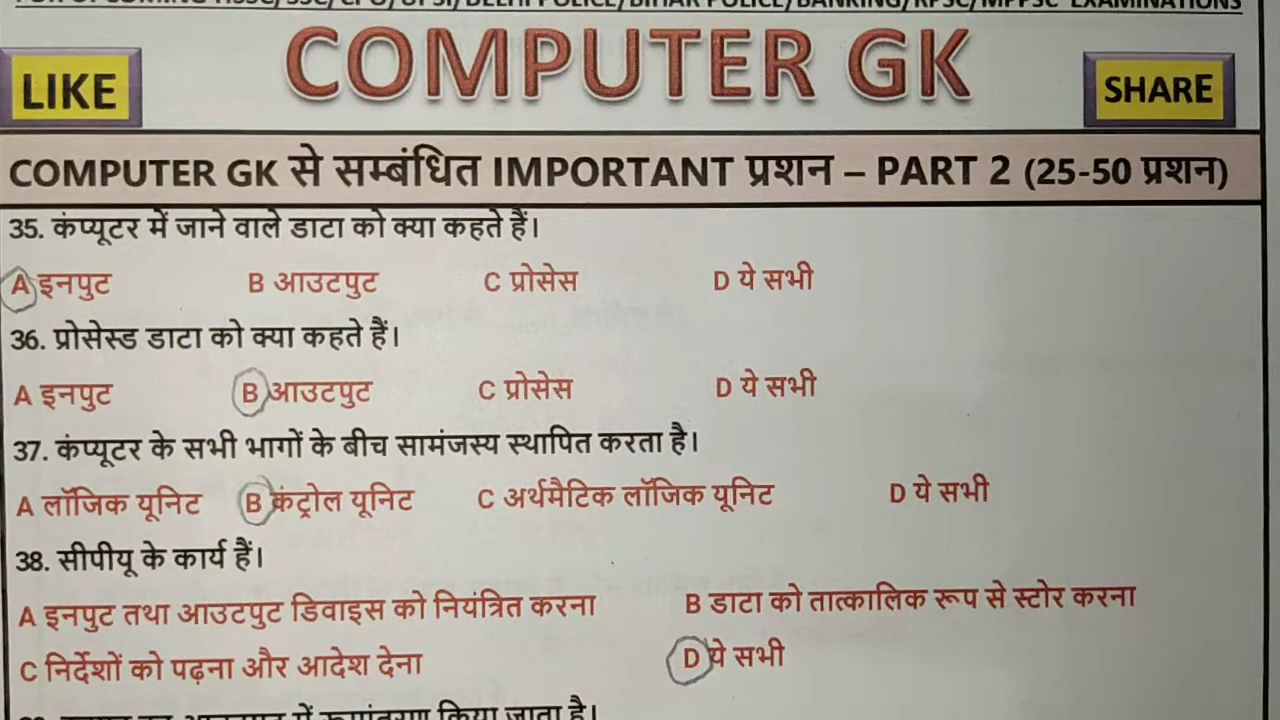 COMPUTER GK
LIKE
SHARE
COMPUTER GK से सम्बंधित IMPORTANT प्रशन – PART 2 (25-50 प्रशन)
35. कंप्यूटर में जाने वाले डाटा को क्या कहते हैं।
A इनपुट B आउटपुट C प्रोसेस D ये सभी
36. प्रोसेस्ड डाटा को क्या कहते हैं।
A इनपुट B आउटपुट C प्रोसेस D ये सभी
37. कंप्यूटर के सभी भागों के बीच सामंजस्य स्थापित करता है।
A लॉजिक यूनिट B कंट्रोल यूनिट C अर्थमैटिक लॉजिक यूनिट D ये सभी
38. सीपीयू के कार्य हैं।
A इनपुट तथा आउटपुट डिवाइस को नियंत्रित करना B डाटा को तात्कालिक रूप से स्टोर करना
C निर्देशों को पढ़ना और आदेश देना D ये सभी
में रूपांतरण किया जाता है।